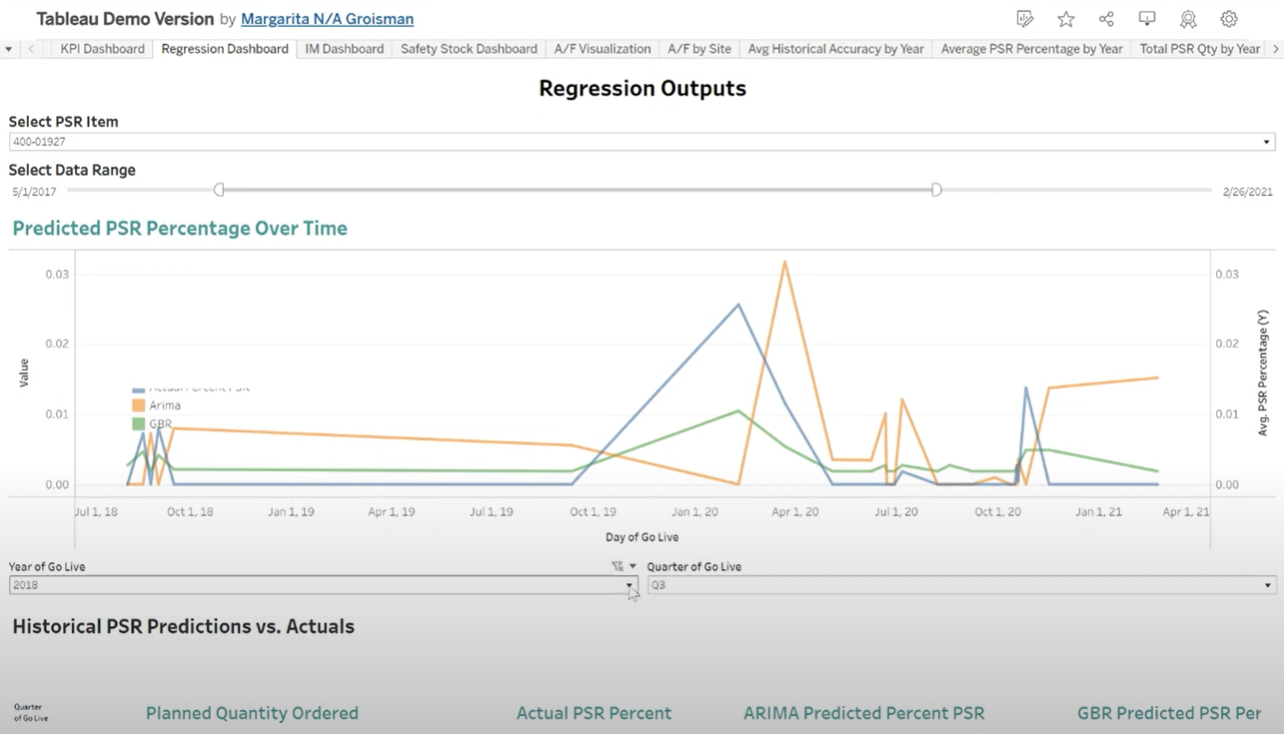 Tableau Demo Version by Margarita N/A Groisman
KPI Dashboard Regression Dashboard IM Dashboard Safety Stock Dashboard A/F Visualization A/F by Site Avg Historical Accuracy by Year Average PSR Percentage by Year Total PSR Qty by Year
Regression Outputs
Select PSR Item
400-01927
Select Data Range
5/1/2017 2/26/2021
Predicted PSR Percentage Over Time
0.03 0.03
0.02 0.02
0.01 0.01
0.00 0.00
Value
Avg. PSR Percentage (Y)
Actual Percent PSR
Arima
GBR
Jul 1, 18 Oct 1, 18 Jan 1, 19 Apr 1, 19 Jul 1, 19 Oct 1, 19 Jan 1, 20 Apr 1, 20 Jul 1, 20 Oct 1, 20 Jan 1, 21 Apr 1, 21
Day of Go Live
Year of Go Live Quarter of Go Live
2018 Q3
Historical PSR Predictions vs. Actuals
Quarter
of Go Live
Planned Quantity Ordered Actual PSR Percent ARIMA Predicted Percent PSR GBR Predicted PSR Per